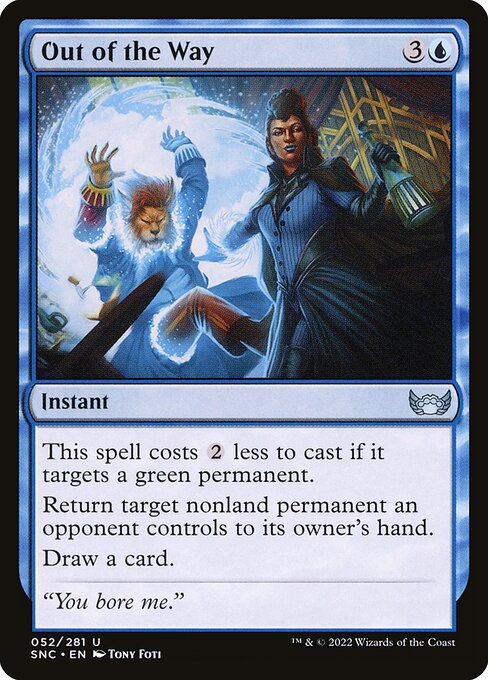 Out of the Way 3
Instant
This spell costs 2 less to cast if it
targets a green permanent.
Return target nonland permanent an
opponent controls to its owner's hand.
Draw a card.
“You bore me.”
052/281 U
SNC • EN Tony Foti
™ & © 2022 Wizards of the Coast